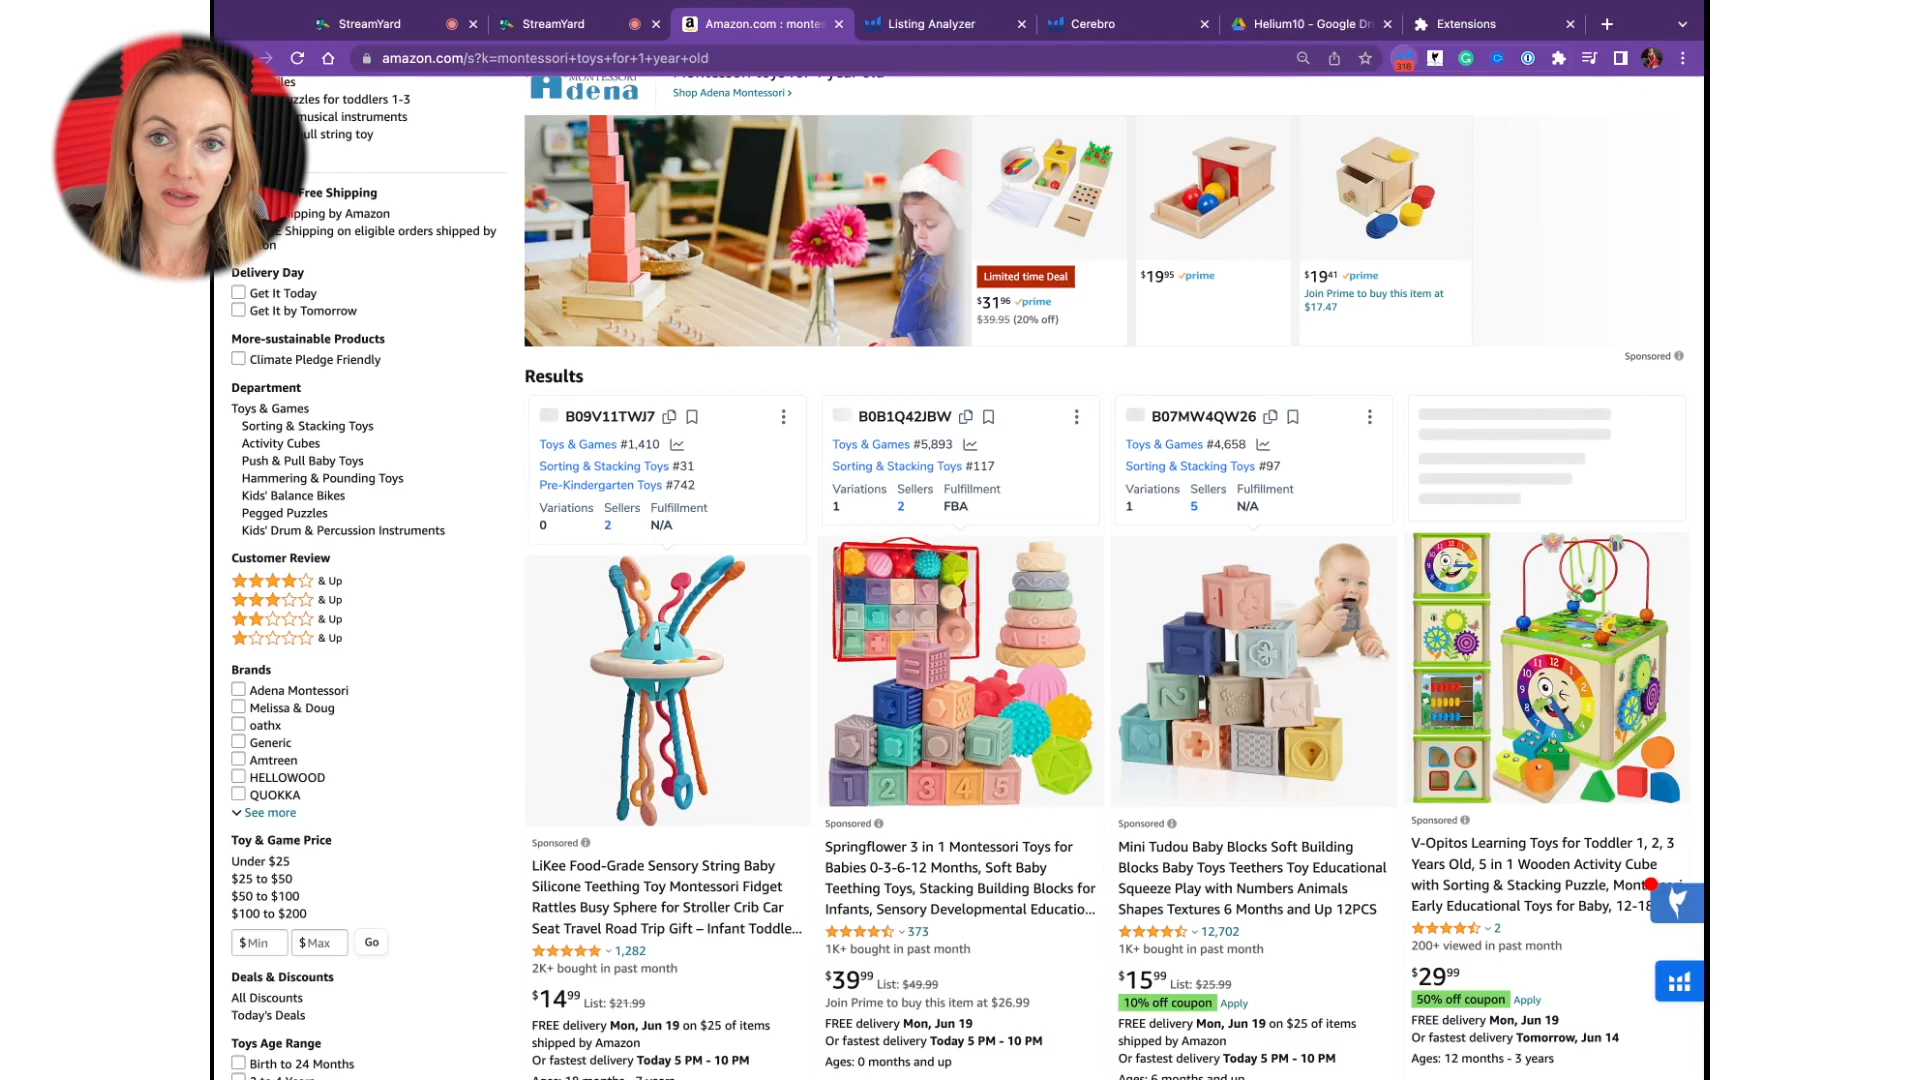 StreamYard
StreamYard
Amazon.com : montes
Listing Analyzer
Cerebro
Helium10 - Google Dri
Extensions
amazon.com/s?k=montessori+toys+for+1+year+old
316
zzles for toddlers 1-3
musical instruments
ull string toy
Free Shipping
pping by Amazon
Shipping on eligible orders shipped by
on
Delivery Day
Get It Today
Get It by Tomorrow
More-sustainable Products
Climate Pledge Friendly
Department
Toys & Games
Sorting & Stacking Toys
Activity Cubes
Push & Pull Baby Toys
Hammering & Pounding Toys
Kids' Balance Bikes
Pegged Puzzles
Kids' Drum & Percussion Instruments
Customer Review
& Up
& Up
& Up
& Up
Brands
Adena Montessori
Melissa & Doug
oathx
Generic
Amtreen
HELLOWOOD
QUOKKA
See more
Toy & Game Price
Under $25
$25 to $50
$50 to $100
$100 to $200
$ Min
$ Max
Go
Deals & Discounts
All Discounts
Today's Deals
Toys Age Range
Birth to 24 Months
MONTESSORI
Adena
Shop Adena Montessori ›
Limited time Deal
$31.96 prime
$39.95 (20% off)
$19.95 prime
$19.41 prime
Join Prime to buy this item at
$17.47
Sponsored
Results
B09V11TWJ7
Toys & Games #1,410
Sorting & Stacking Toys #31
Pre-Kindergarten Toys #742
Variations Sellers Fulfillment
0 2 N/A
Sponsored
LiKee Food-Grade Sensory String Baby
Silicone Teething Toy Montessori Fidget
Rattles Busy Sphere for Stroller Crib Car
Seat Travel Road Trip Gift – Infant Toddle...
1,282
2K+ bought in past month
$14.99 List: $21.99
FREE delivery Mon, Jun 19 on $25 of items
shipped by Amazon
Or fastest delivery Today 5 PM - 10 PM
B0B1Q42JBW
Toys & Games #5,893
Sorting & Stacking Toys #117
Variations Sellers Fulfillment
1 2 FBA
1 2 3 4 5
Sponsored
Springflower 3 in 1 Montessori Toys for
Babies 0-3-6-12 Months, Soft Baby
Teething Toys, Stacking Building Blocks for
Infants, Sensory Developmental Educatio...
373
1K+ bought in past month
$39.99 List: $49.99
Join Prime to buy this item at $26.99
FREE delivery Mon, Jun 19
Or fastest delivery Today 5 PM - 10 PM
Ages: 0 months and up
B07MW4QW26
Toys & Games #4,658
Sorting & Stacking Toys #97
Variations Sellers Fulfillment
1 5 N/A
Sponsored
Mini Tudou Baby Blocks Soft Building
Blocks Baby Toys Teethers Toy Educational
Squeeze Play with Numbers Animals
Shapes Textures 6 Months and Up 12PCS
12,702
1K+ bought in past month
$15.99 List: $25.99
10% off coupon Apply
FREE delivery Mon, Jun 19 on $25 of items
shipped by Amazon
Or fastest delivery Today 5 PM - 10 PM
Sponsored
V-Opitos Learning Toys for Toddler 1, 2, 3
Years Old, 5 in 1 Wooden Activity Cube
with Sorting & Stacking Puzzle,
Early Educational Toys for Baby, 12-18
2
200+ viewed in past month
$29.99
50% off coupon Apply
FREE delivery Mon, Jun 19
Or fastest delivery Tomorrow, Jun 14
Ages: 12 months - 3 years